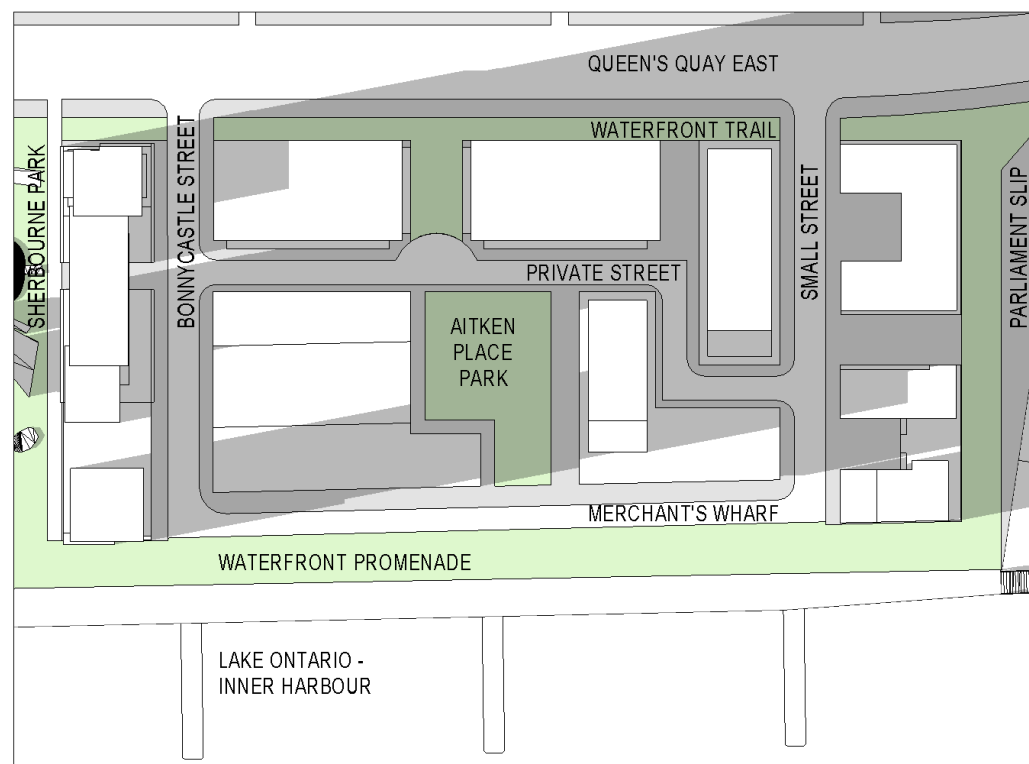 QUEEN'S QUAY EAST
WATERFRONT TRAIL
SHERBOURNE PARK
BONNYCASTLE STREET
SMALL STREET
PARLIAMENT SLIP
PRIVATE STREET
AITKEN
PLACE
PARK
MERCHANT'S WHARF
WATERFRONT PROMENADE
LAKE ONTARIO -
INNER HARBOUR